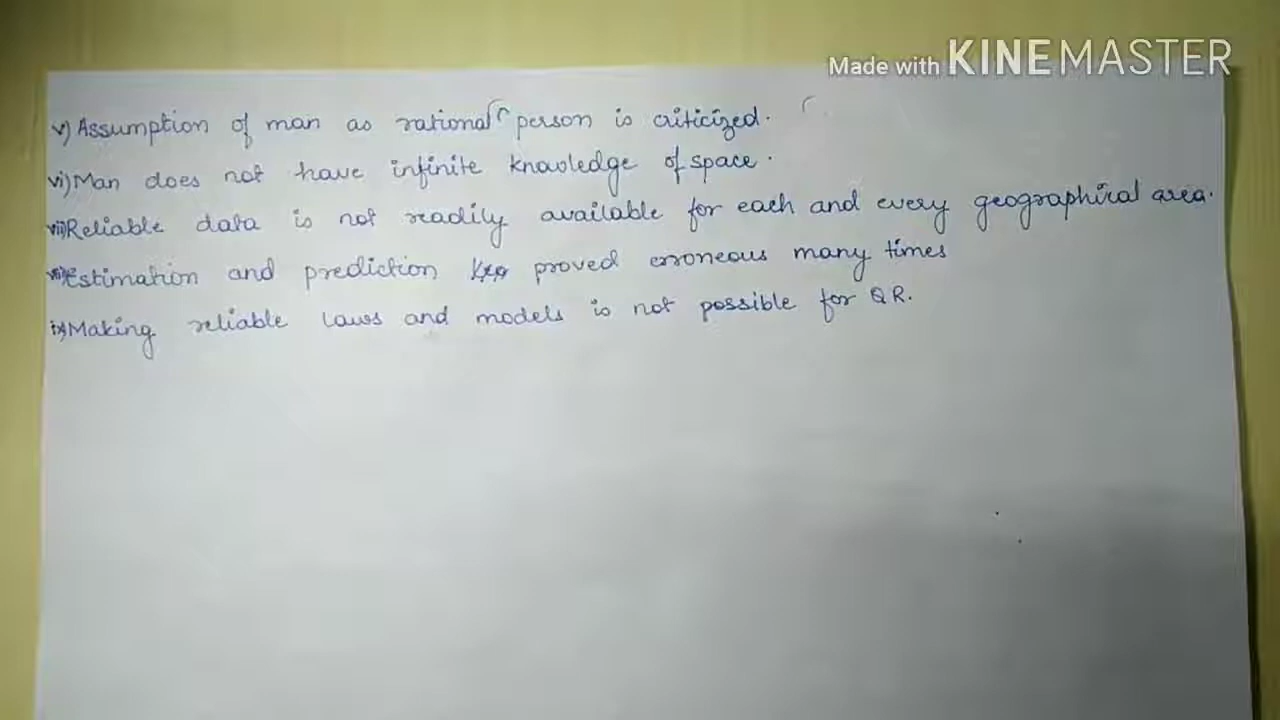 Made with KINEMASTER
v) Assumption of man as rational person is criticized.
vi) Man does not have infinite knowledge of space.
vii) Reliable data is not readily available for each and every geographical area.
viii) Estimation and prediction proved erroneous many times
ix) Making reliable laws and models is not possible for QR.